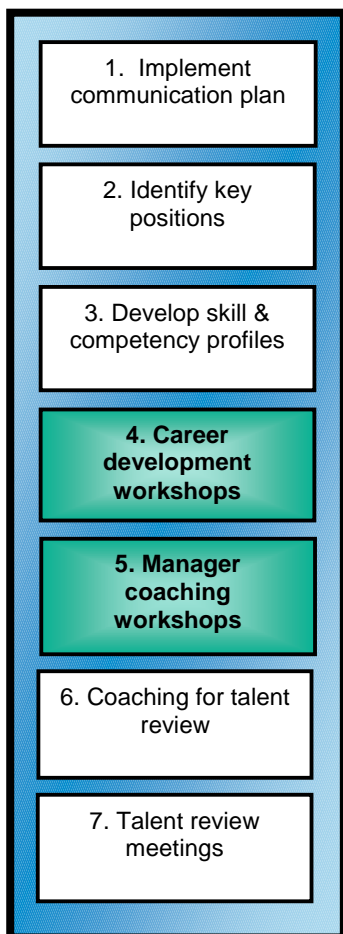 1. Implement
communication plan
2. Identify key
positions
3. Develop skill &
competency profiles
4. Career
development
workshops
5. Manager
coaching
workshops
6. Coaching for talent
review
7. Talent review
meetings